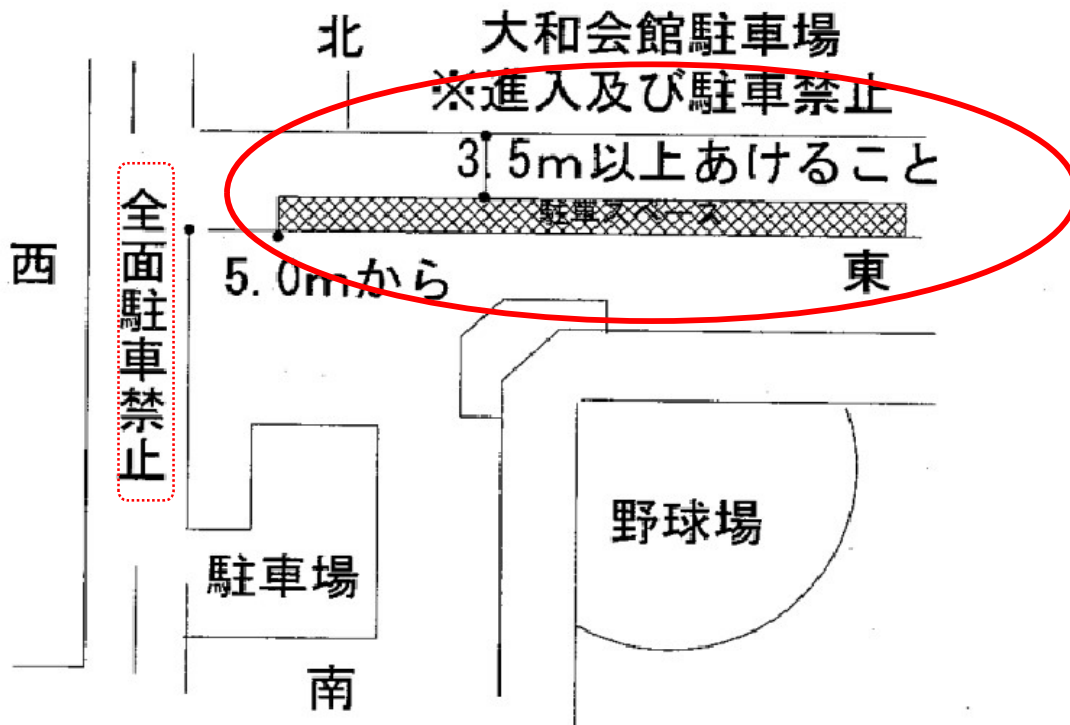 北
大和会館駐車場
※進入及び駐車禁止
3.5m以上あけること
駐車スペース
全面駐車禁止
西
5.0mから
東
野球場
駐車場
南